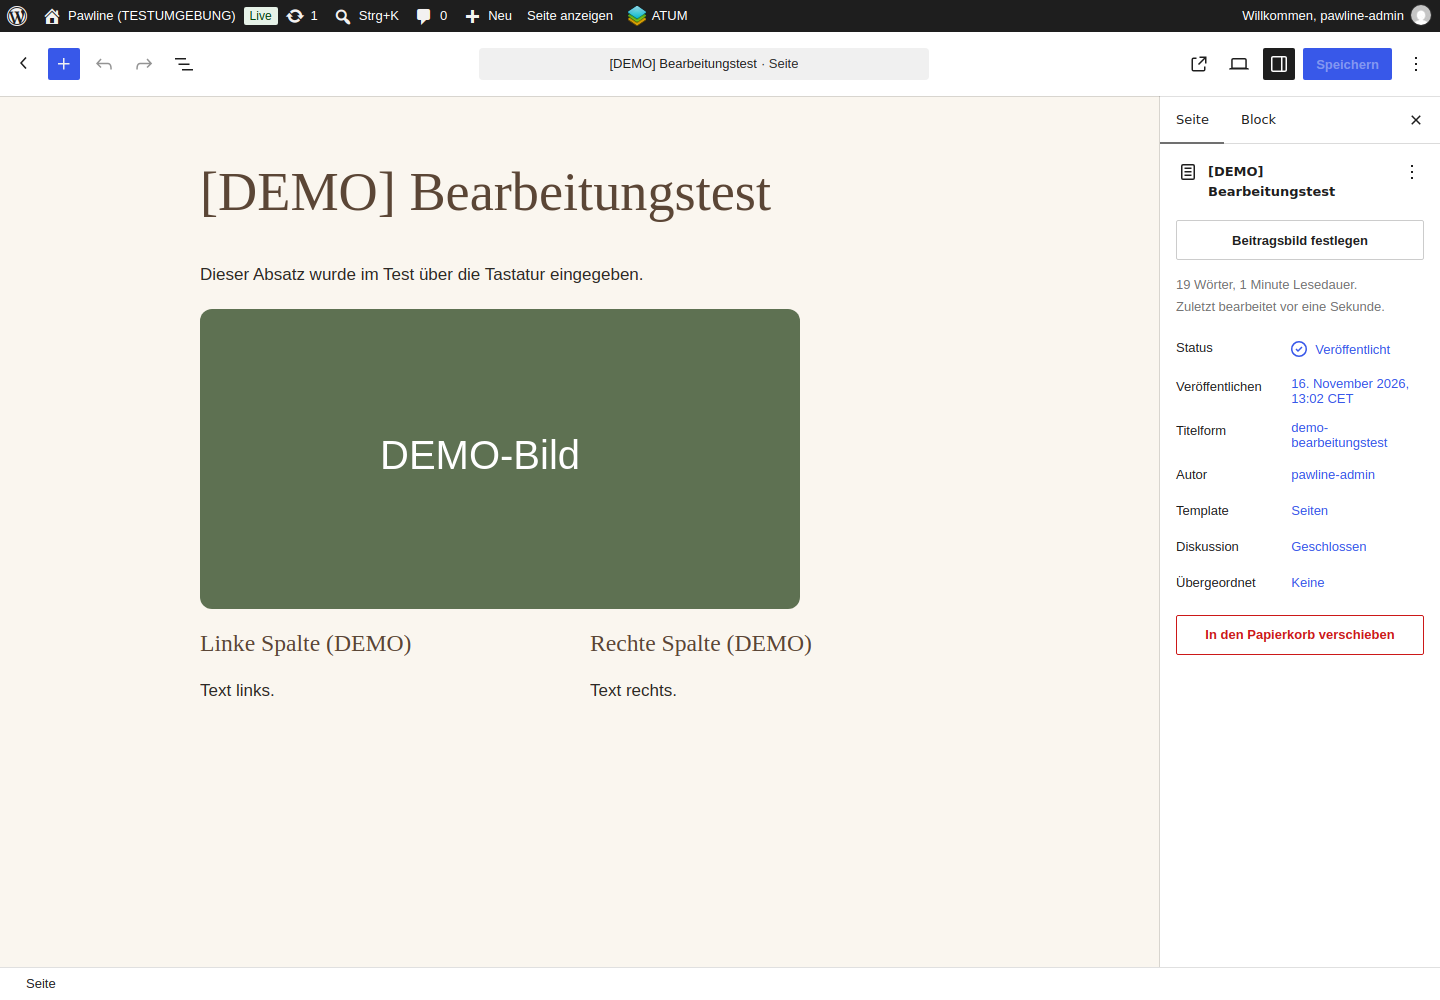 Pawline (TESTUMGEBUNG) Live 1 Strg+K 0 Neu Seite anzeigen ATUM Willkommen, pawline-admin
[DEMO] Bearbeitungstest · Seite
Speichern
Seite Block
[DEMO] Bearbeitungstest
Dieser Absatz wurde im Test über die Tastatur eingegeben.
DEMO-Bild
Linke Spalte (DEMO)
Text links.
Rechte Spalte (DEMO)
Text rechts.
[DEMO]
Bearbeitungstest
Beitragsbild festlegen
19 Wörter, 1 Minute Lesedauer.
Zuletzt bearbeitet vor eine Sekunde.
Status Veröffentlicht
Veröffentlichen 16. November 2026,
13:02 CET
Titelform demo-
bearbeitungstest
Autor pawline-admin
Template Seiten
Diskussion Geschlossen
Übergeordnet Keine
In den Papierkorb verschieben
Seite